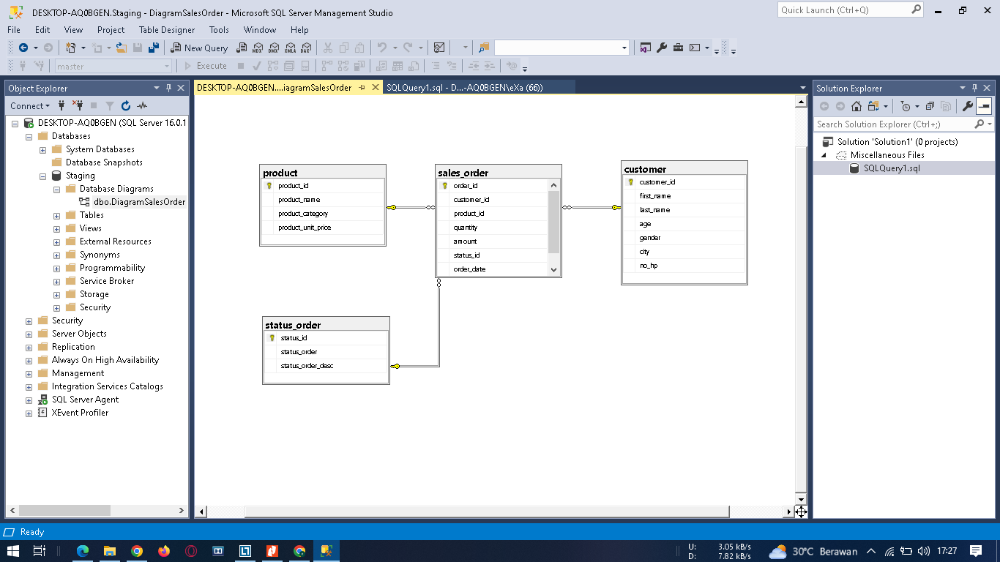 DESKTOP-AQ0BGEN.Staging - DiagramSalesOrder - Microsoft SQL Server Management Studio
Quick Launch (Ctrl+Q)
File Edit View Project Table Designer Tools Window Help
New Query
MDX DMX XMLA DAX
master
Execute
Object Explorer
DESKTOP-AQ0BGEN....iagramSalesOrder
SQLQuery1.sql - D...-AQ0BGEN\eXa (66))
Solution Explorer
Connect
Search Solution Explorer (Ctrl+;)
DESKTOP-AQ0BGEN (SQL Server 16.0.1
Databases
System Databases
Database Snapshots
Staging
Database Diagrams
dbo.DiagramSalesOrder
Tables
Views
External Resources
Synonyms
Programmability
Service Broker
Storage
Security
Security
Server Objects
Replication
Always On High Availability
Management
Integration Services Catalogs
SQL Server Agent
XEvent Profiler
product
product_id
product_name
product_category
product_unit_price
sales_order
order_id
customer_id
product_id
quantity
amount
status_id
order_date
customer
customer_id
first_name
last_name
age
gender
city
no_hp
status_order
status_id
status_order
status_order_desc
Solution 'Solution1' (0 projects)
Miscellaneous Files
SQLQuery1.sql
Ready
U: 3.05 kB/s
D: 7.82 kB/s
30°C Berawan
17:27